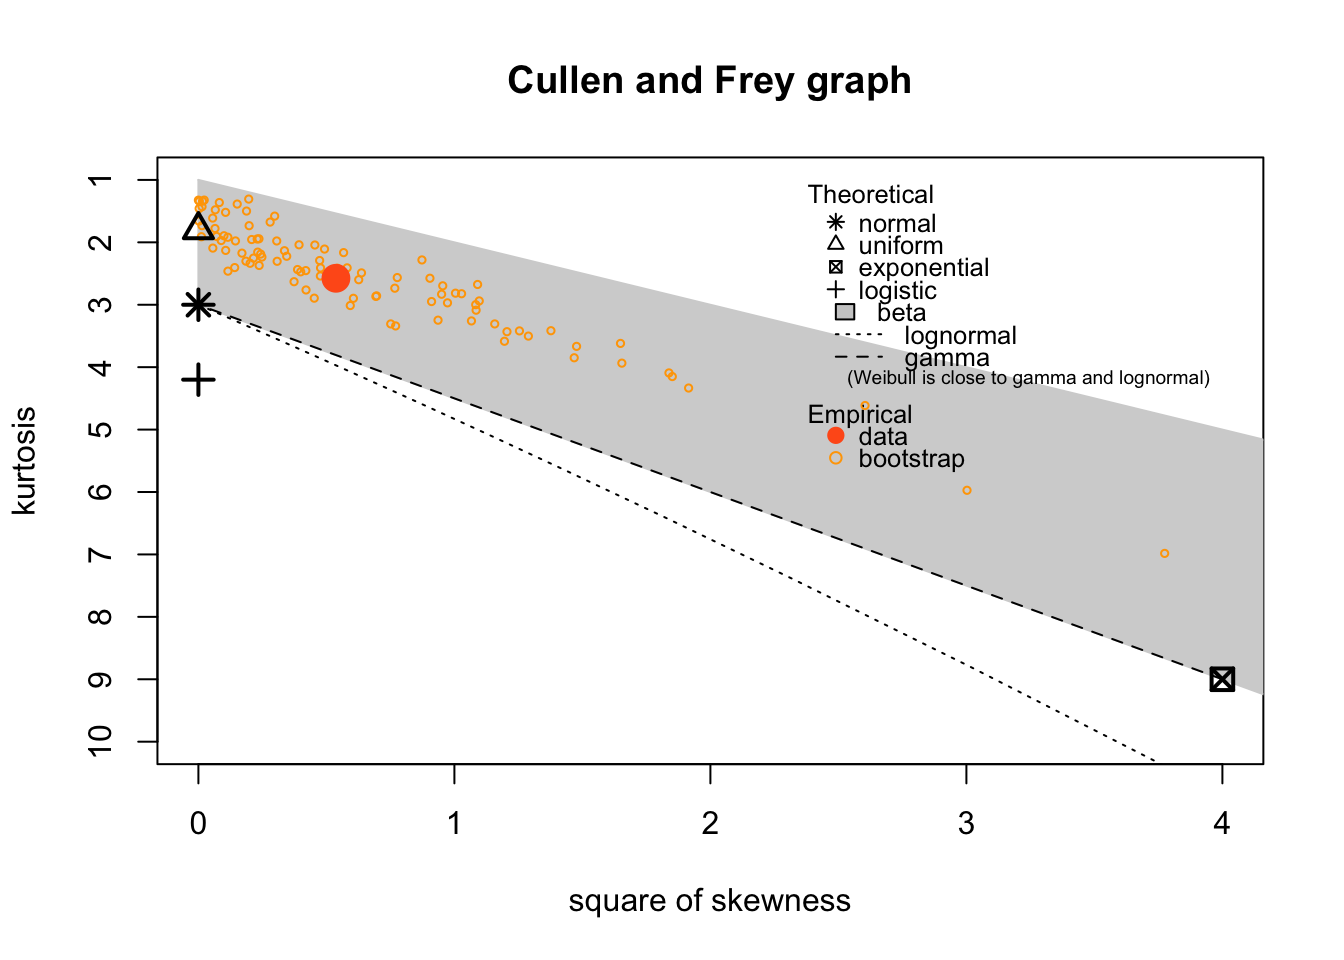 Cullen and Frey graph
Theoretical
normal
uniform
exponential
logistic
beta
lognormal
gamma
(Weibull is close to gamma and lognormal)
Empirical
data
bootstrap
kurtosis
1
2
3
4
5
6
7
8
9
10
0 1 2 3 4
square of skewness